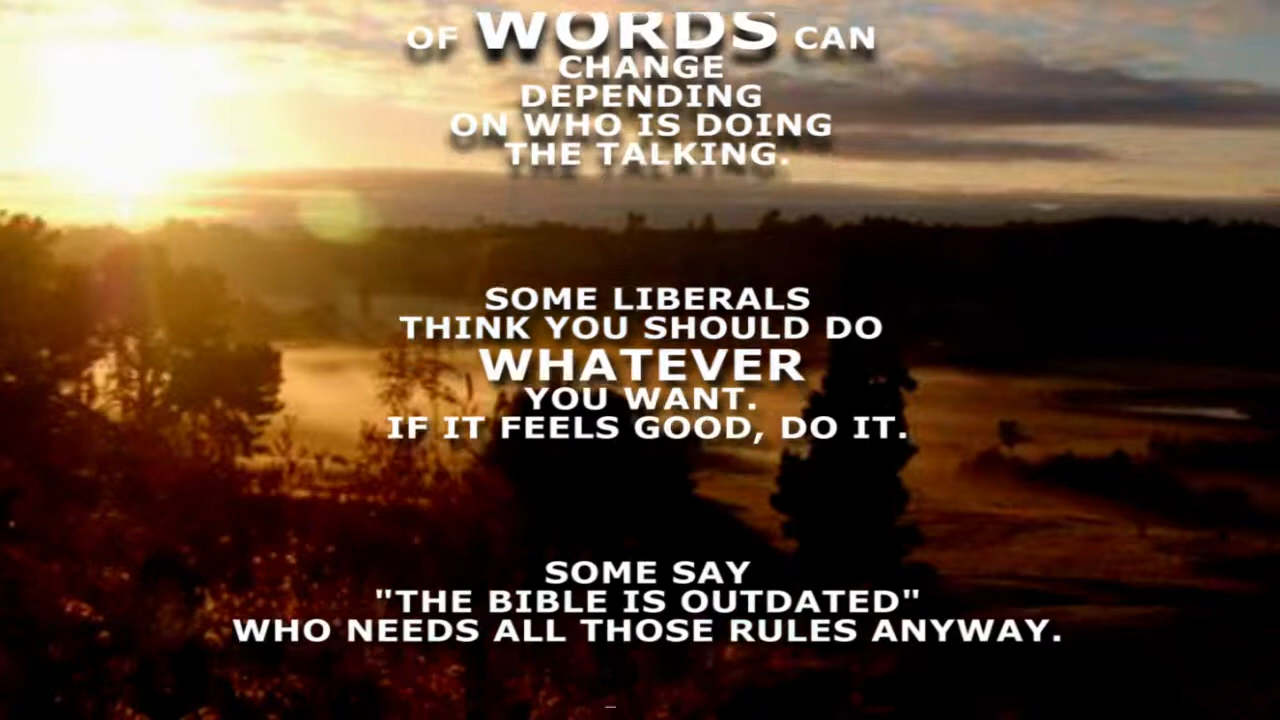 OF WORDS CAN
CHANGE
DEPENDING
ON WHO IS DOING
THE TALKING.
SOME LIBERALS
THINK YOU SHOULD DO
WHATEVER
YOU WANT.
IF IT FEELS GOOD, DO IT.
SOME SAY
"THE BIBLE IS OUTDATED"
WHO NEEDS ALL THOSE RULES ANYWAY.